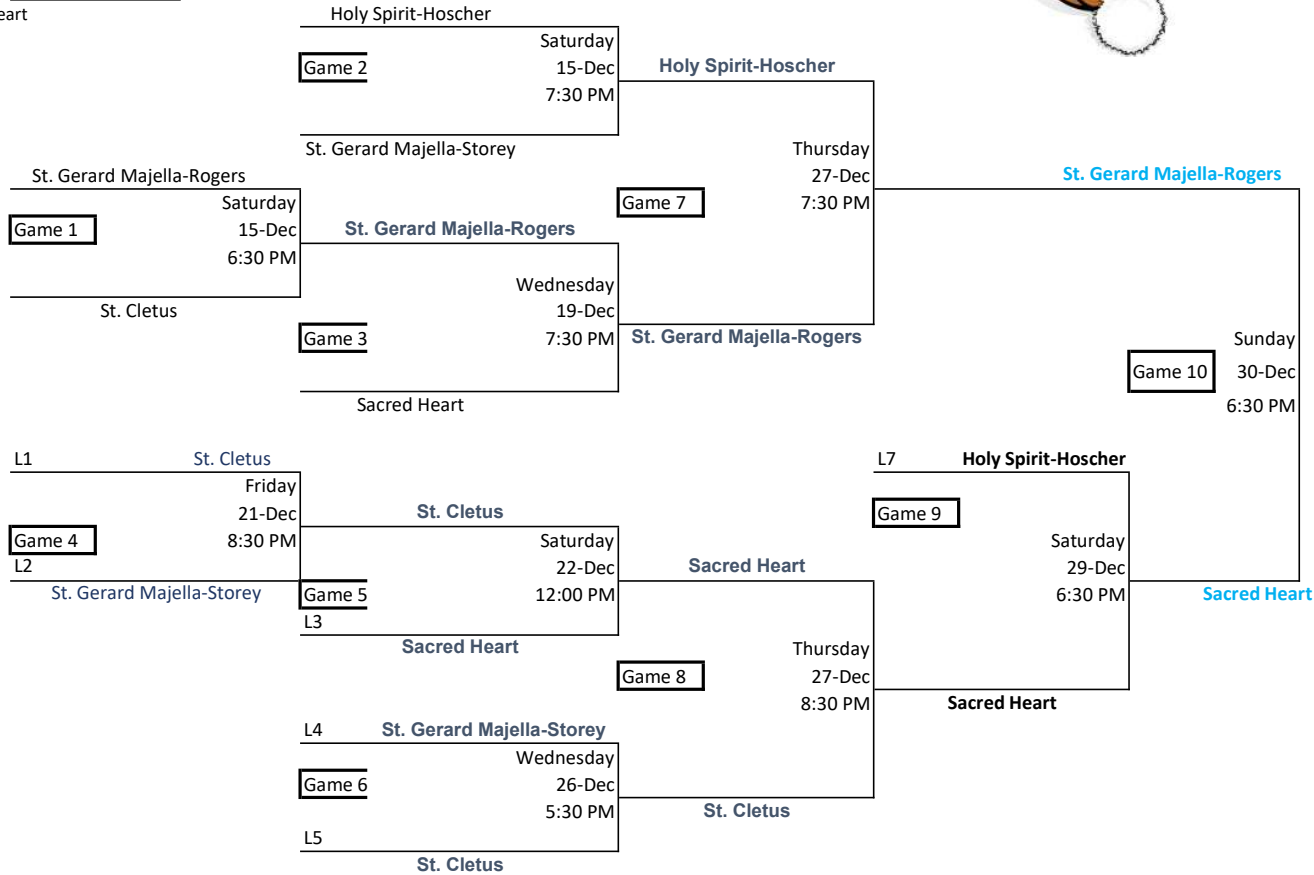 eart
Holy Spirit-Hoscher
Saturday
Game 2
15-Dec
Holy Spirit-Hoscher
7:30 PM
St. Gerard Majella-Storey
Thursday
St. Gerard Majella-Rogers
27-Dec
St. Gerard Majella-Rogers
Saturday
Game 7
7:30 PM
Game 1
15-Dec
St. Gerard Majella-Rogers
6:30 PM
Wednesday
St. Cletus
19-Dec
Game 3
7:30 PM
St. Gerard Majella-Rogers
Sunday
Game 10
30-Dec
Sacred Heart
6:30 PM
L1
St. Cletus
L7
Holy Spirit-Hoscher
Friday
21-Dec
St. Cletus
Game 9
Game 4
8:30 PM
Saturday
Saturday
L2
22-Dec
Sacred Heart
29-Dec
St. Gerard Majella-Storey
Game 5
12:00 PM
6:30 PM
Sacred Heart
L3
Sacred Heart
Thursday
Game 8
27-Dec
8:30 PM
Sacred Heart
L4
St. Gerard Majella-Storey
Wednesday
Game 6
26-Dec
5:30 PM
St. Cletus
L5
St. Cletus